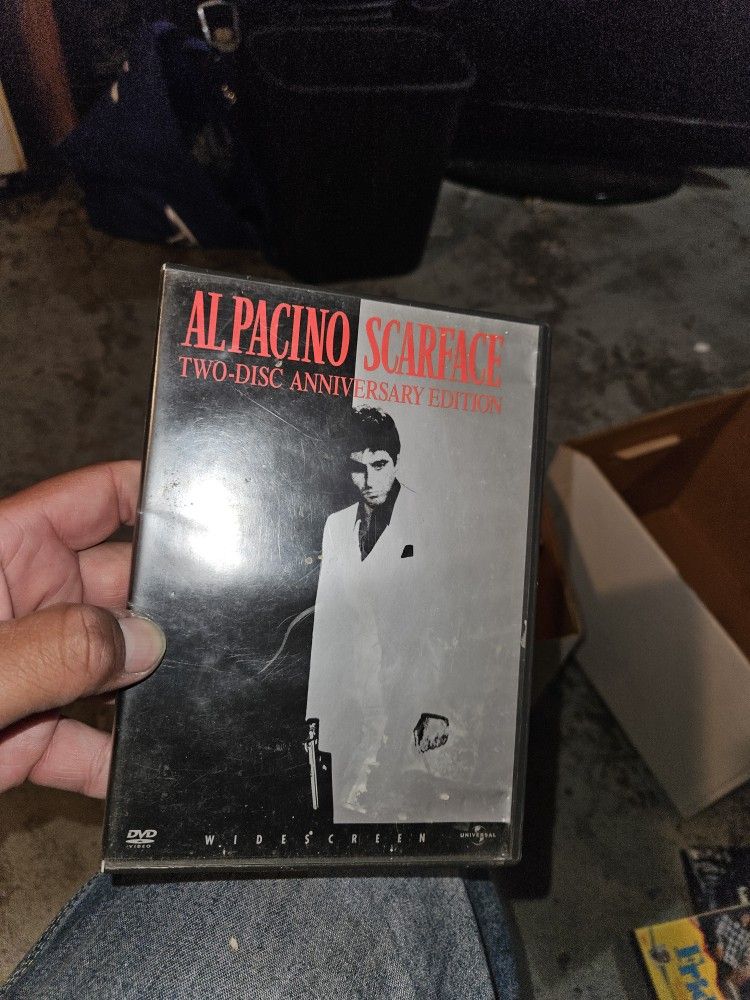 AL PACINO SCARFACE
TWO-DISC ANNIVERSARY EDITION
DVD
VIDEO
WIDESCREEN
UNIVERSAL